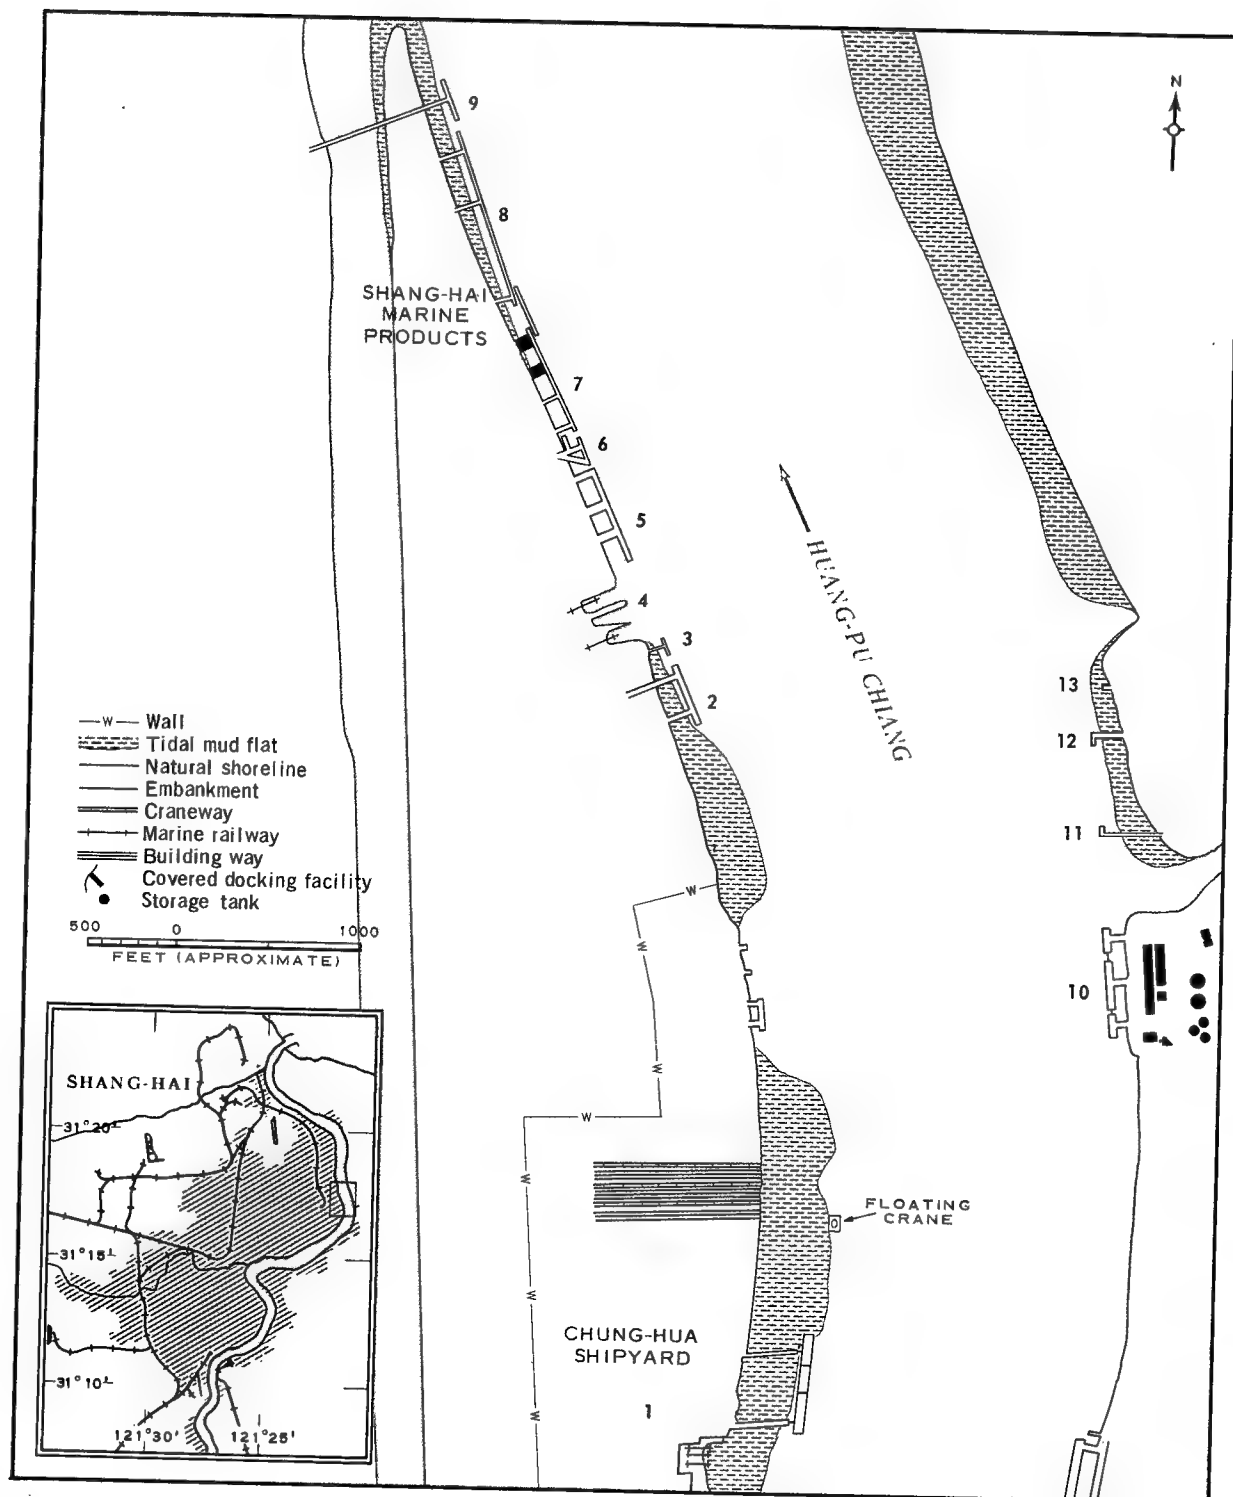 N
9
8
SHANG-HAI
MARINE
PRODUCTS
7
6
5
HUANG-PU CHIANG
4
3
2
13
12
11
10
W Wall
Tidal mud flat
Natural shoreline
Embankment
Craneway
Marine railway
Building way
Covered docking facility
Storage tank
500 0 1000
FEET (APPROXIMATE)
W
W
W
W
W
W
W
W
FLOATING
CRANE
CHUNG-HUA
SHIPYARD
1
SHANG-HAI
31°20'
31°15'
31°10'
121°30' 121°25'